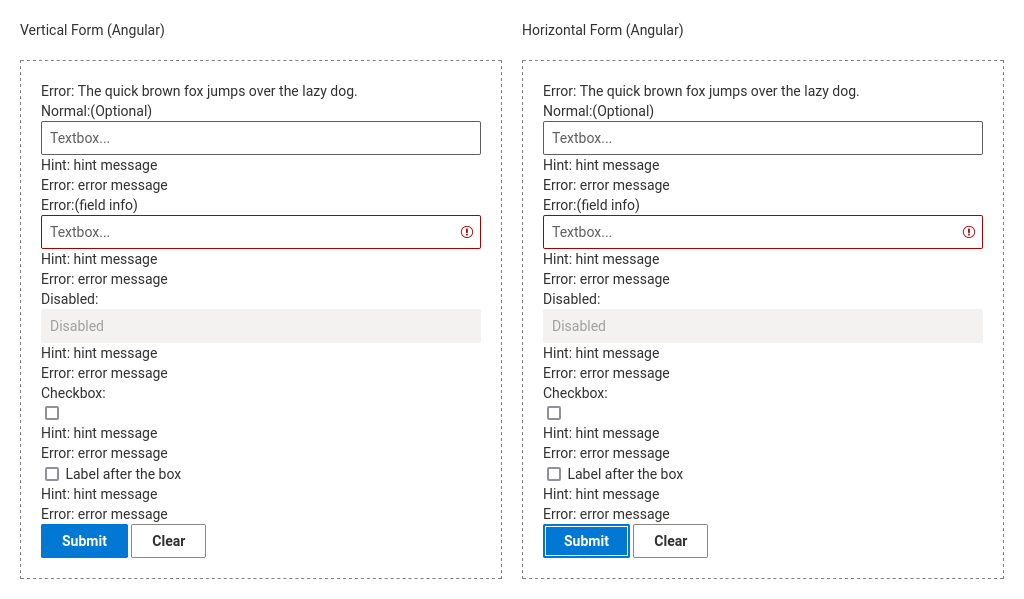 Vertical Form (Angular)
Error: The quick brown fox jumps over the lazy dog.
Normal:(Optional)
Textbox...
Hint: hint message
Error: error message
Error:(field info)
Textbox...
Hint: hint message
Error: error message
Disabled:
Disabled
Hint: hint message
Error: error message
Checkbox:
Hint: hint message
Error: error message
Label after the box
Hint: hint message
Error: error message
Submit Clear
Horizontal Form (Angular)
Error: The quick brown fox jumps over the lazy dog.
Normal:(Optional)
Textbox...
Hint: hint message
Error: error message
Error:(field info)
Textbox...
Hint: hint message
Error: error message
Disabled:
Disabled
Hint: hint message
Error: error message
Checkbox:
Hint: hint message
Error: error message
Label after the box
Hint: hint message
Error: error message
Submit Clear